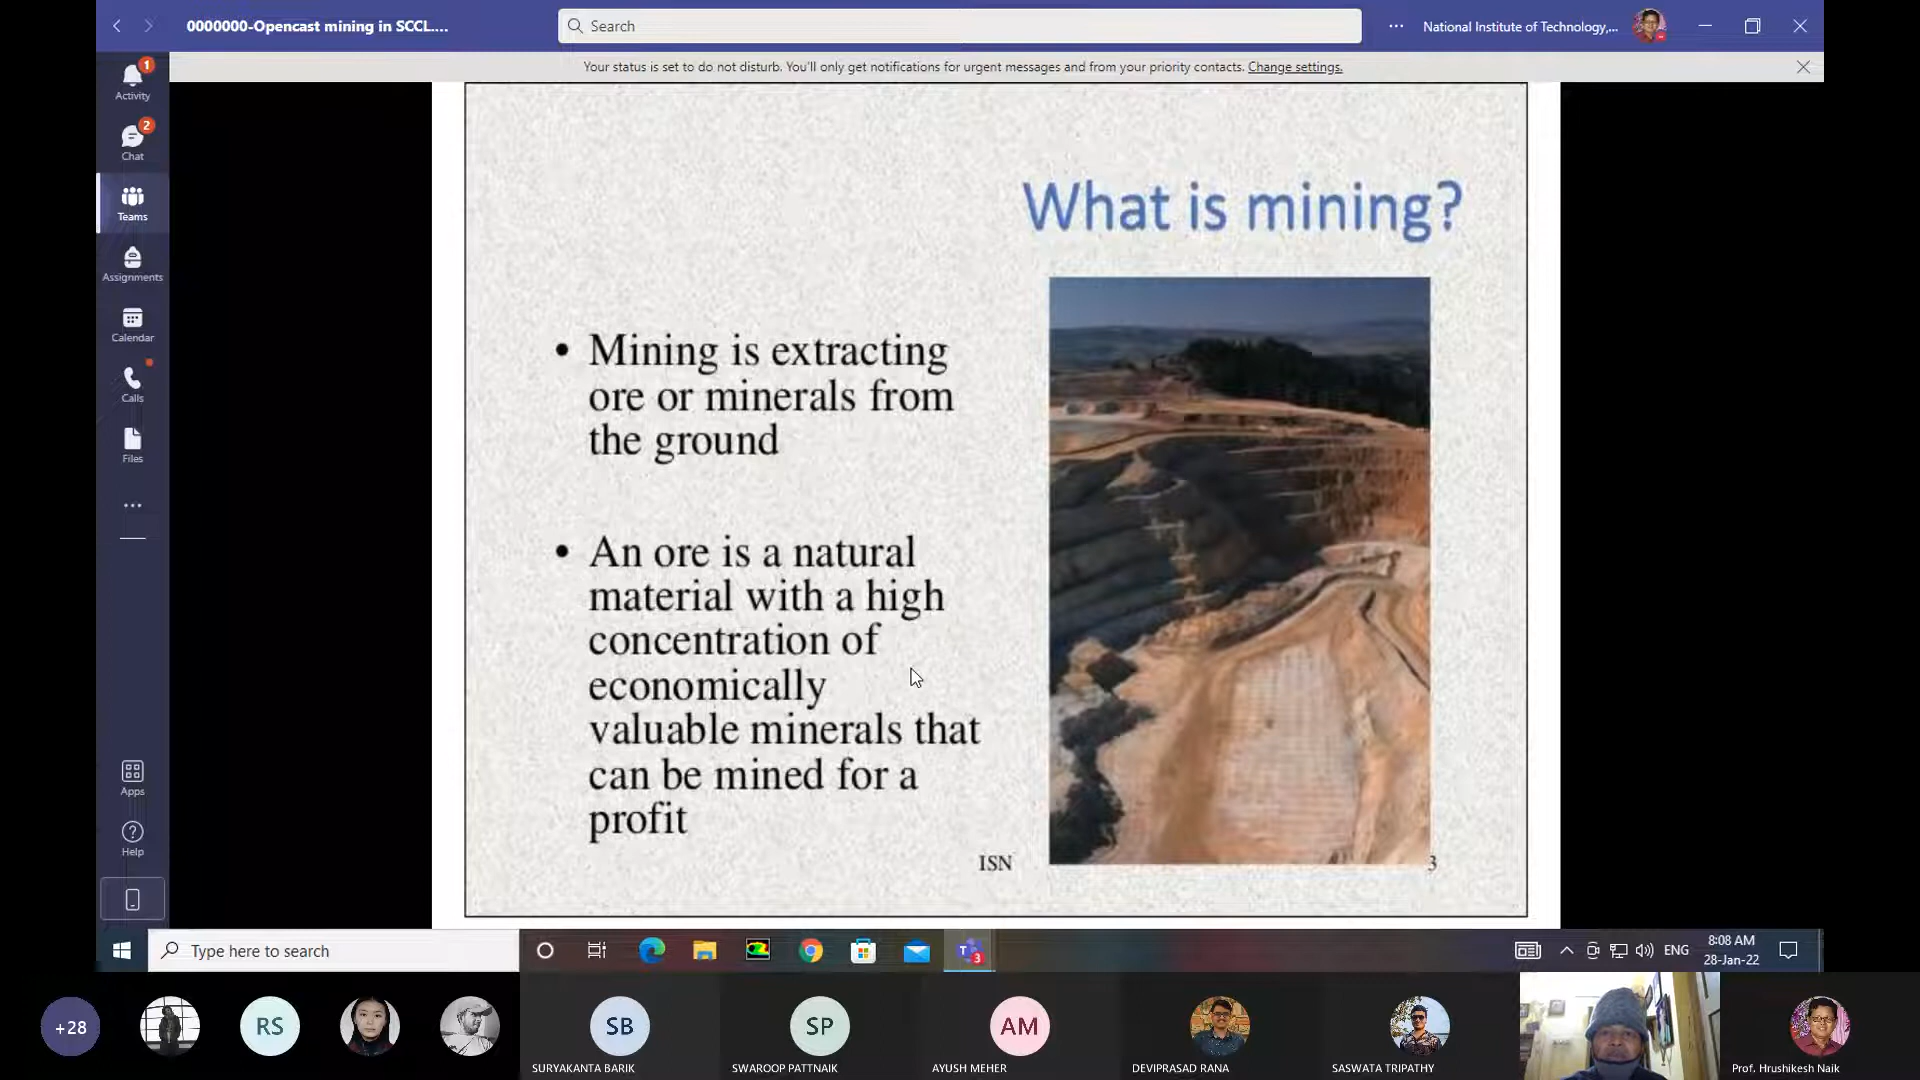 0000000-Opencast mining in SCCL....
Search
National Institute of Technology,...
Your status is set to do not disturb. You'll only get notifications for urgent messages and from your priority contacts. Change settings.
1
Activity
2
Chat
Teams
Assignments
Calendar
Calls
Files
Apps
Help
What is mining?
• Mining is extracting
ore or minerals from
the ground
• An ore is a natural
material with a high
concentration of
economically
valuable minerals that
can be mined for a
profit
ISN
3
Type here to search
T
3
ENG
8:08 AM
28-Jan-22
+28
RS
SB
SURYAKANTA BARIK
SP
SWAROOP PATTNAIK
AM
AYUSH MEHER
DEVIPRASAD RANA
SASWATA TRIPATHY
Prof. Hrushikesh Naik